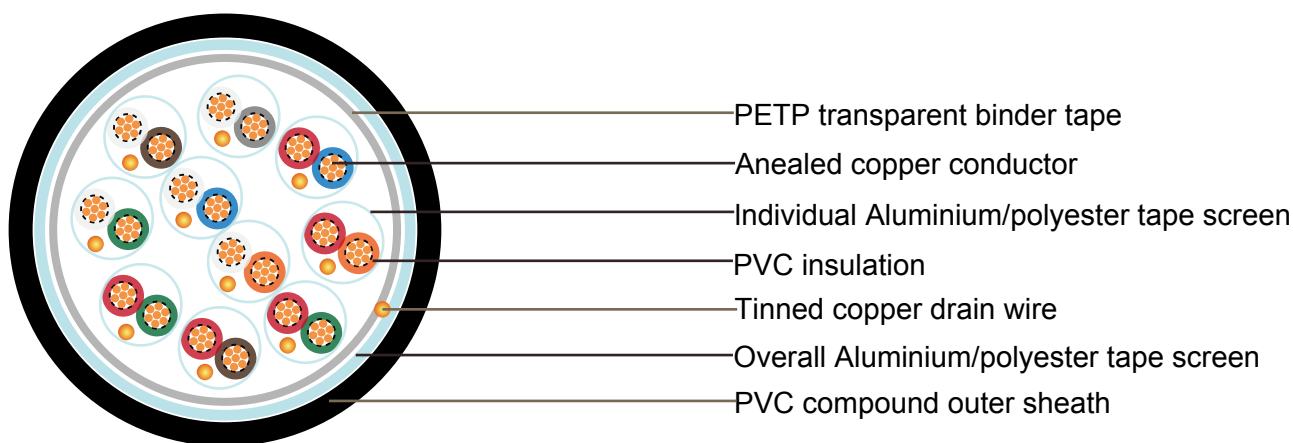 PETP transparent binder tape
Anealed copper conductor
Individual Aluminium/polyester tape screen
PVC insulation
Tinned copper drain wire
Overall Aluminium/polyester tape screen
PVC compound outer sheath